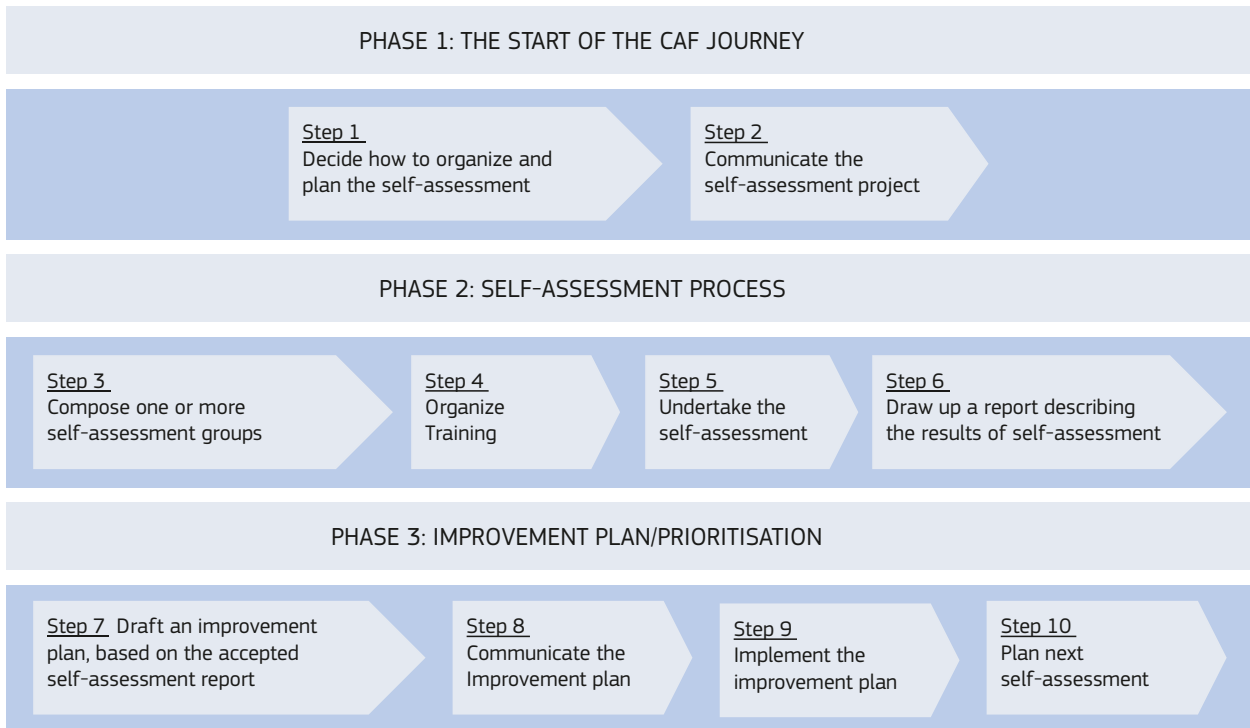 PHASE 1: THE START OF THE CAF JOURNEY
Step 1
Decide how to organize and
plan the self-assessment
Step 2
Communicate the
self-assessment project
PHASE 2: SELF-ASSESSMENT PROCESS
Step 3
Compose one or more
self-assessment groups
Step 4
Organize
Training
Step 5
Undertake the
self-assessment
Step 6
Draw up a report describing
the results of self-assessment
PHASE 3: IMPROVEMENT PLAN/PRIORITISATION
Step 7 Draft an improvement
plan, based on the accepted
self-assessment report
Step 8
Communicate the
Improvement plan
Step 9
Implement the
improvement plan
Step 10
Plan next
self-assessment